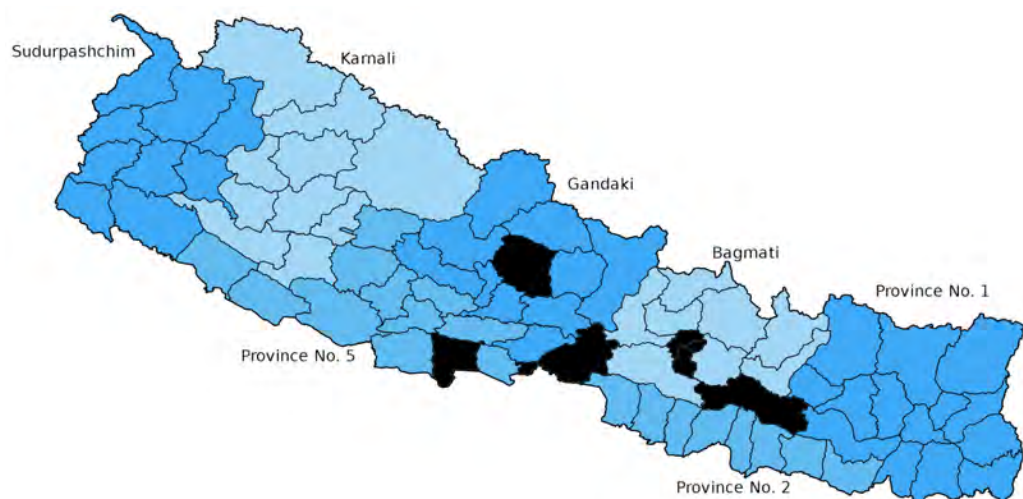 Sudurpashchim
Karnali
Gandaki
Bagmati
Province No. 1
Province No. 5
Province No. 2